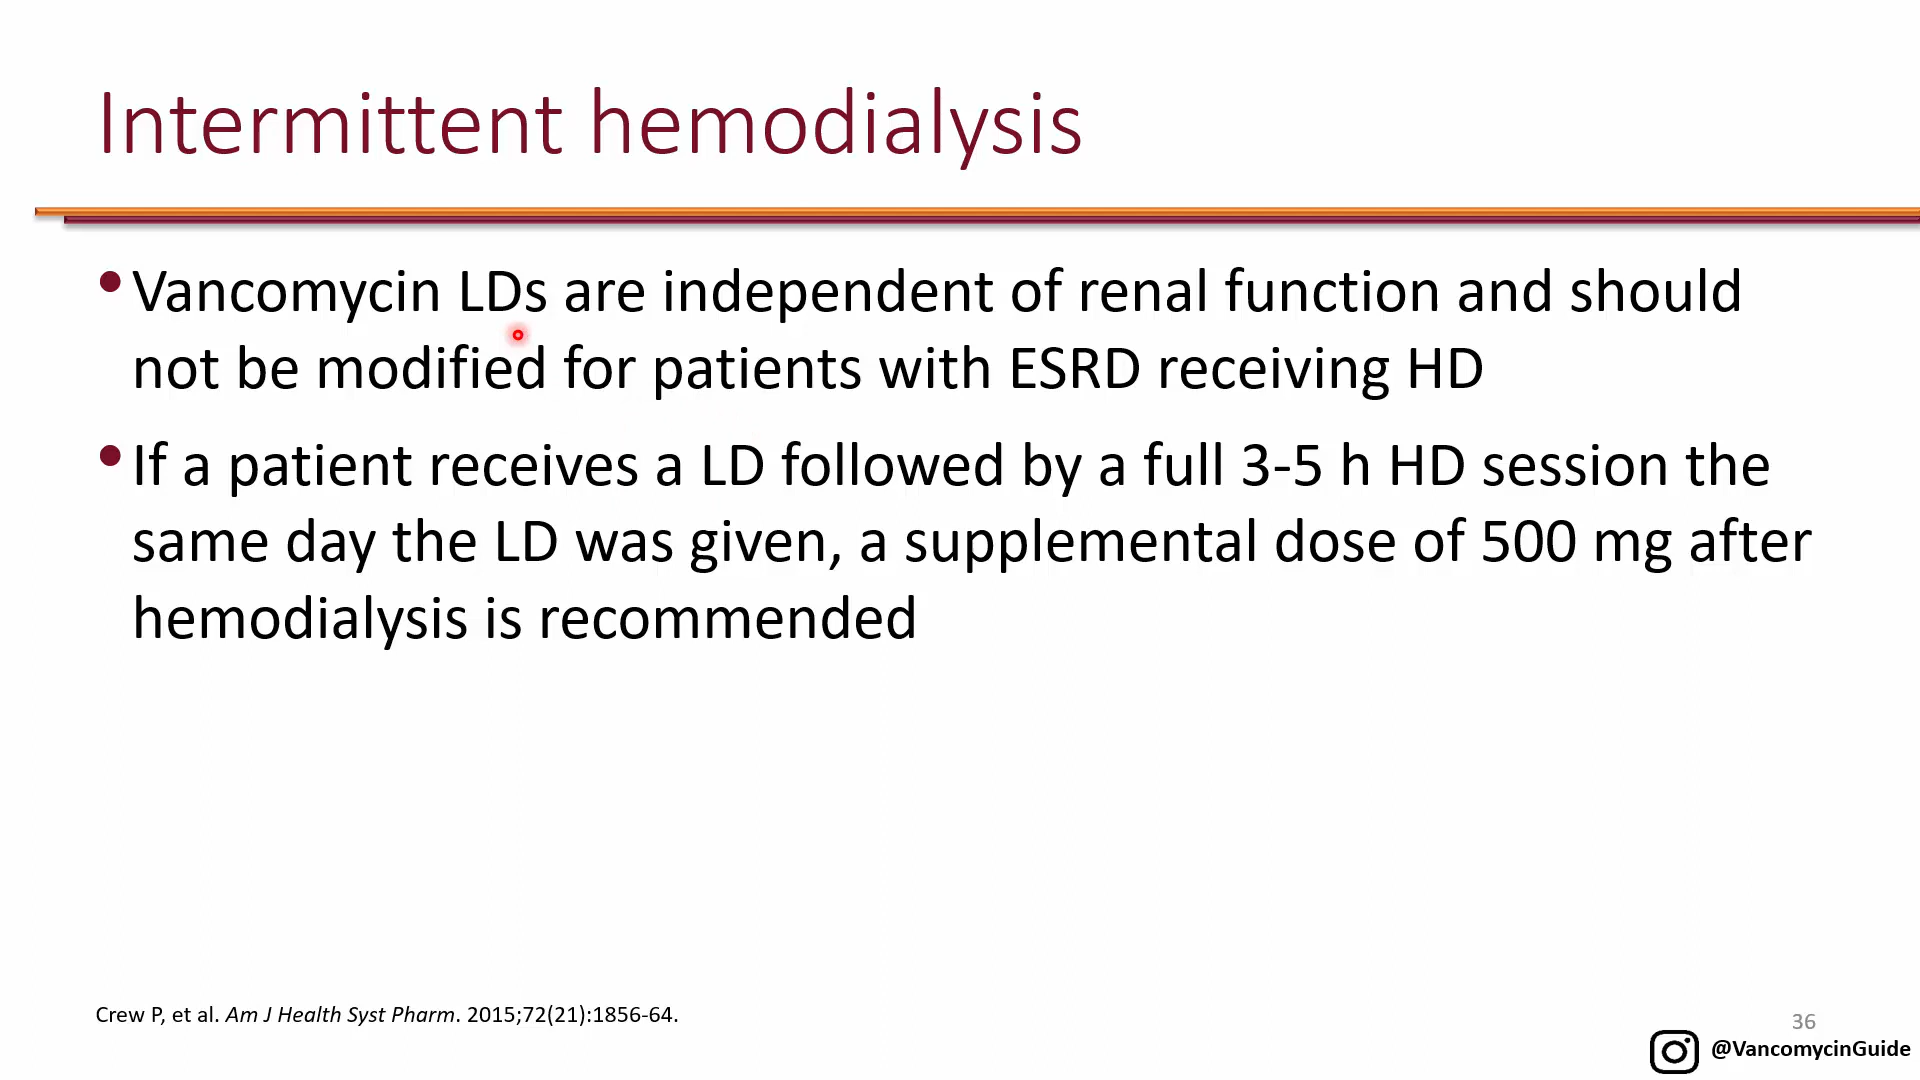 Intermittent hemodialysis
• Vancomycin LDs are independent of renal function and should
not be modified for patients with ESRD receiving HD
• If a patient receives a LD followed by a full 3-5 h HD session the
same day the LD was given, a supplemental dose of 500 mg after
hemodialysis is recommended
Crew P, et al. Am J Health Syst Pharm. 2015;72(21):1856-64.
36
@VancomycinGuide